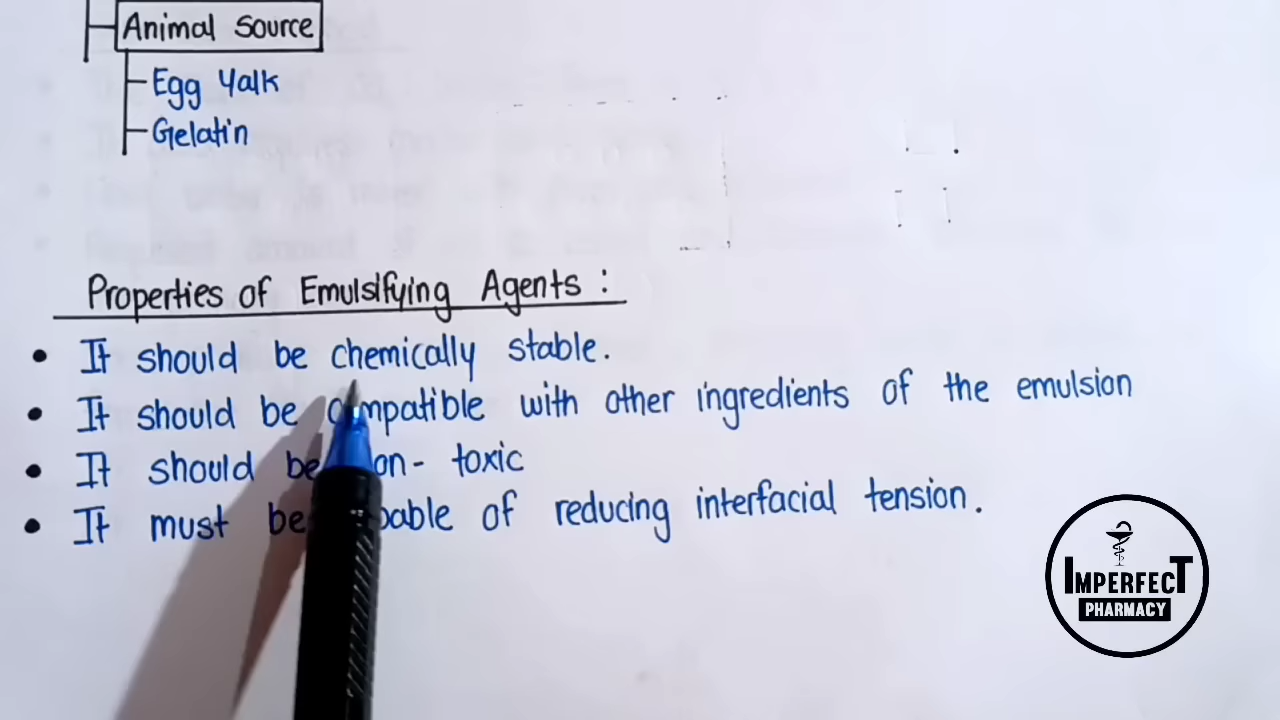 Animal Source
Egg Yalk
Gelatin
Properties of Emulsifying Agents :
• It should be chemically stable.
• It should be compatible with other ingredients of the emulsion
• It should be non- toxic
• It must be capable of reducing interfacial tension.
IMPERFECT
PHARMACY